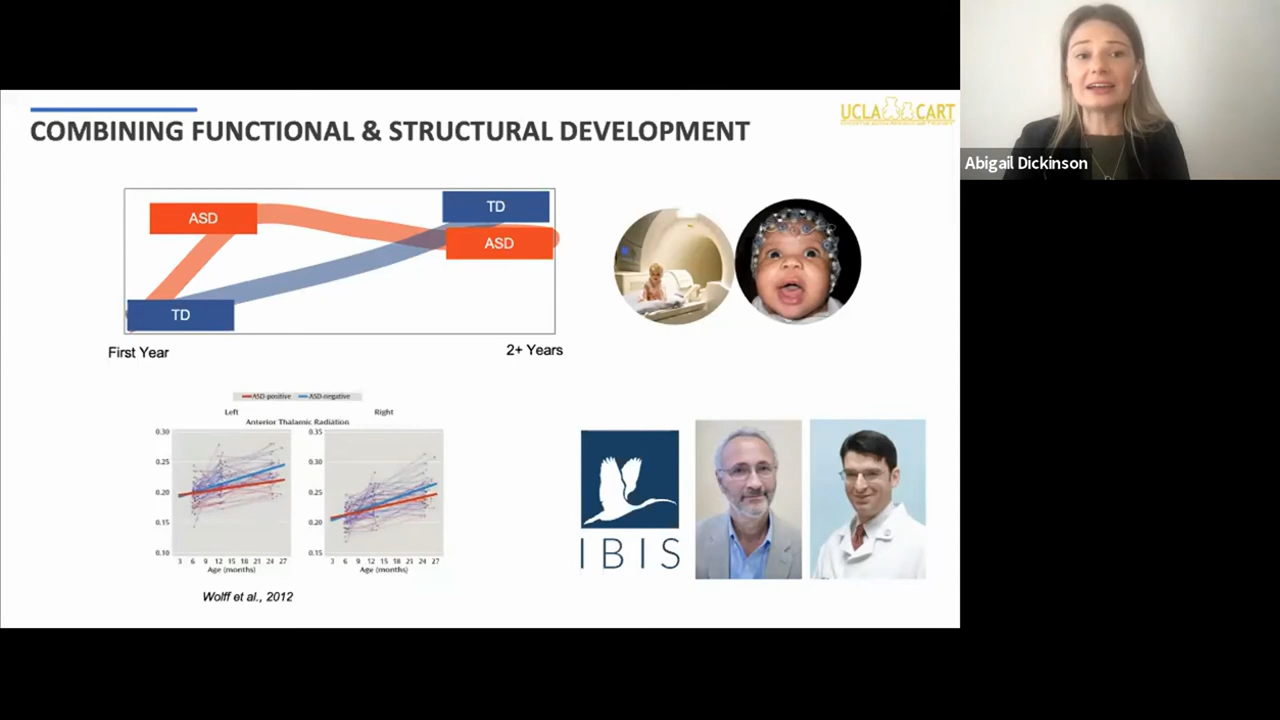 COMBINING FUNCTIONAL & STRUCTURAL DEVELOPMENT
UCLA CART
Abigail Dickinson
ASD
TD
TD
ASD
First Year
2+ Years
ASD-positive ASD-negative
Left Right
Anterior Thalamic Radiation
0.30
0.25
0.20
0.15
0.10
3 6 9 12 15 18 21 24 27
Age (months)
0.35
0.30
0.25
0.20
0.15
3 6 9 12 15 18 21 24 27
Age (months)
Wolff et al., 2012
IBIS